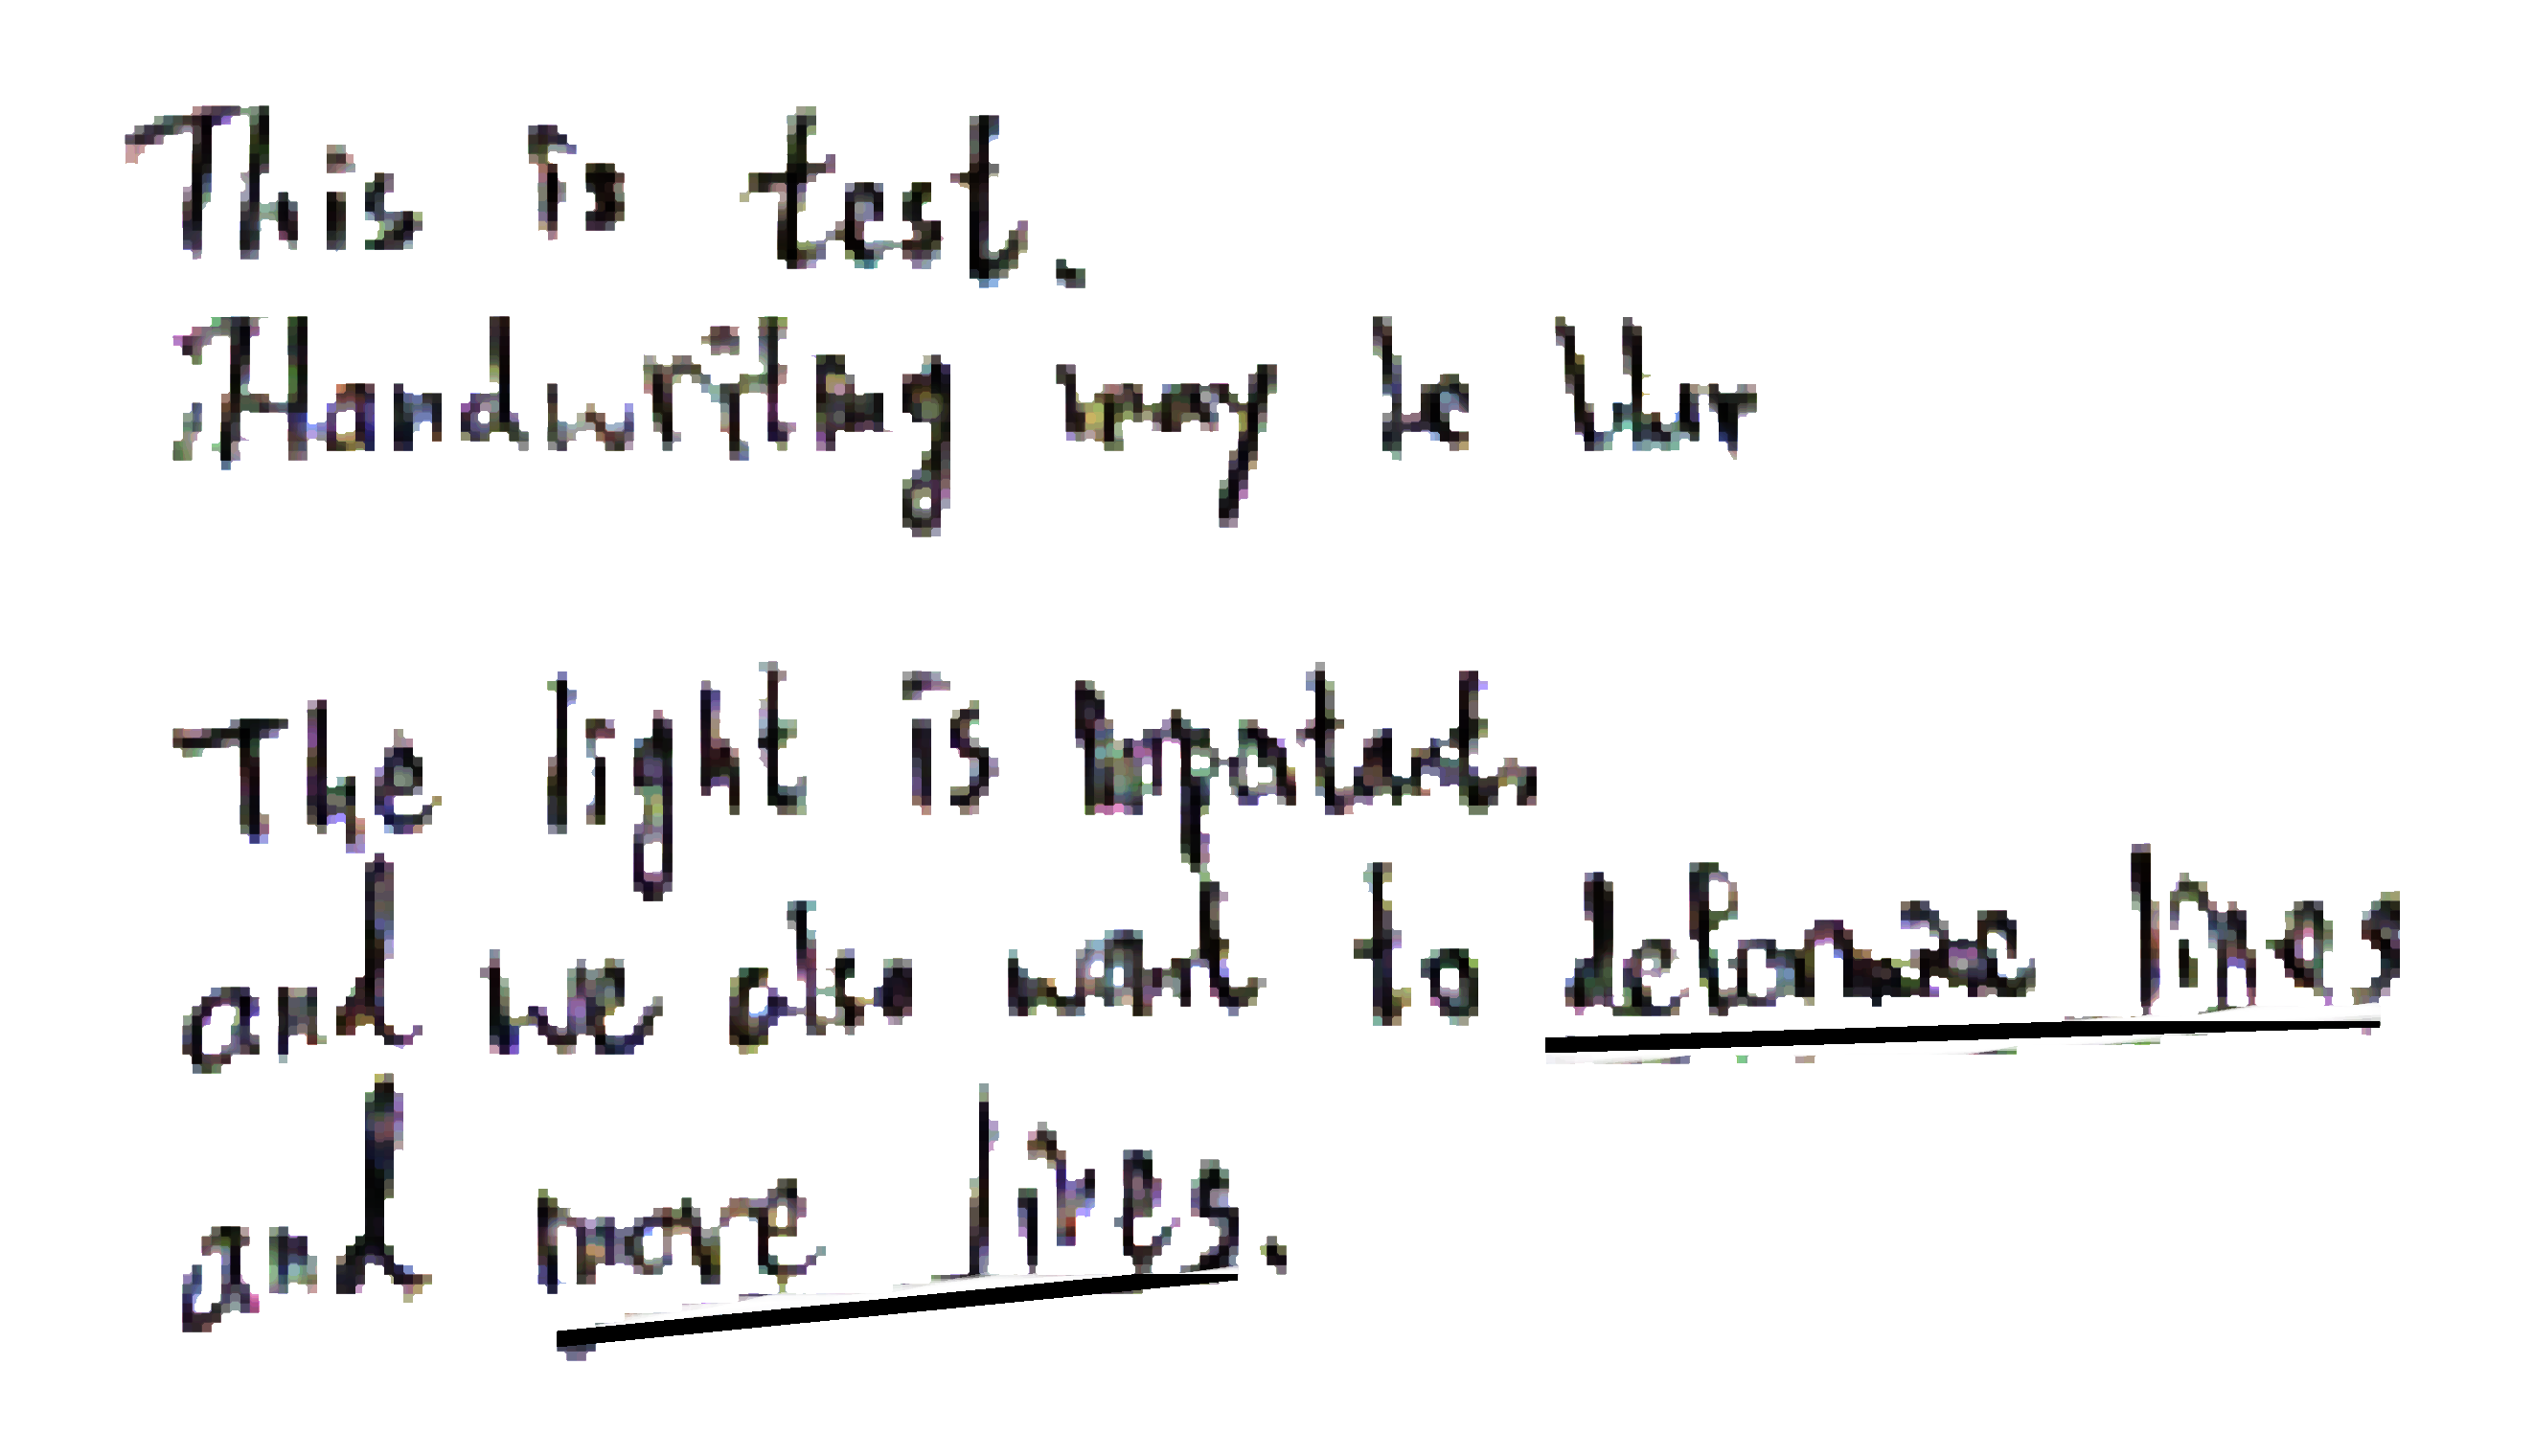 This is test.
Handwriting may be blur
The light is important,
and we also want to deformize lines
and more lines.